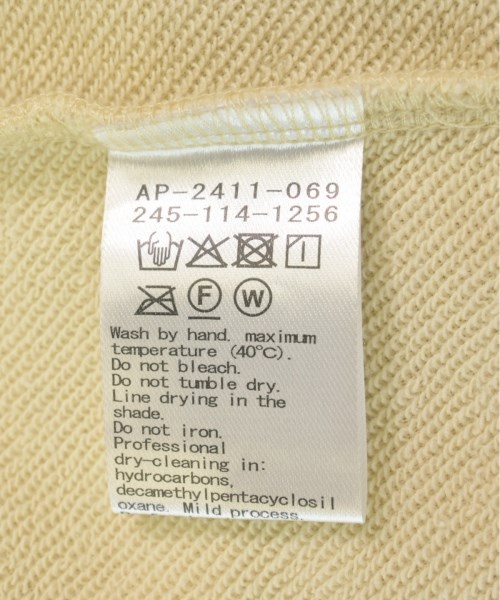 AP-2411-069
245-114-1256
F W
Wash by hand. maximum
temperature (40℃).
Do not bleach.
Do not tumble dry.
Line drying in the
shade.
Do not iron.
Professional
dry-cleaning in:
hydrocarbons,
decamethylpentacyclosil
oxane. Mild process.